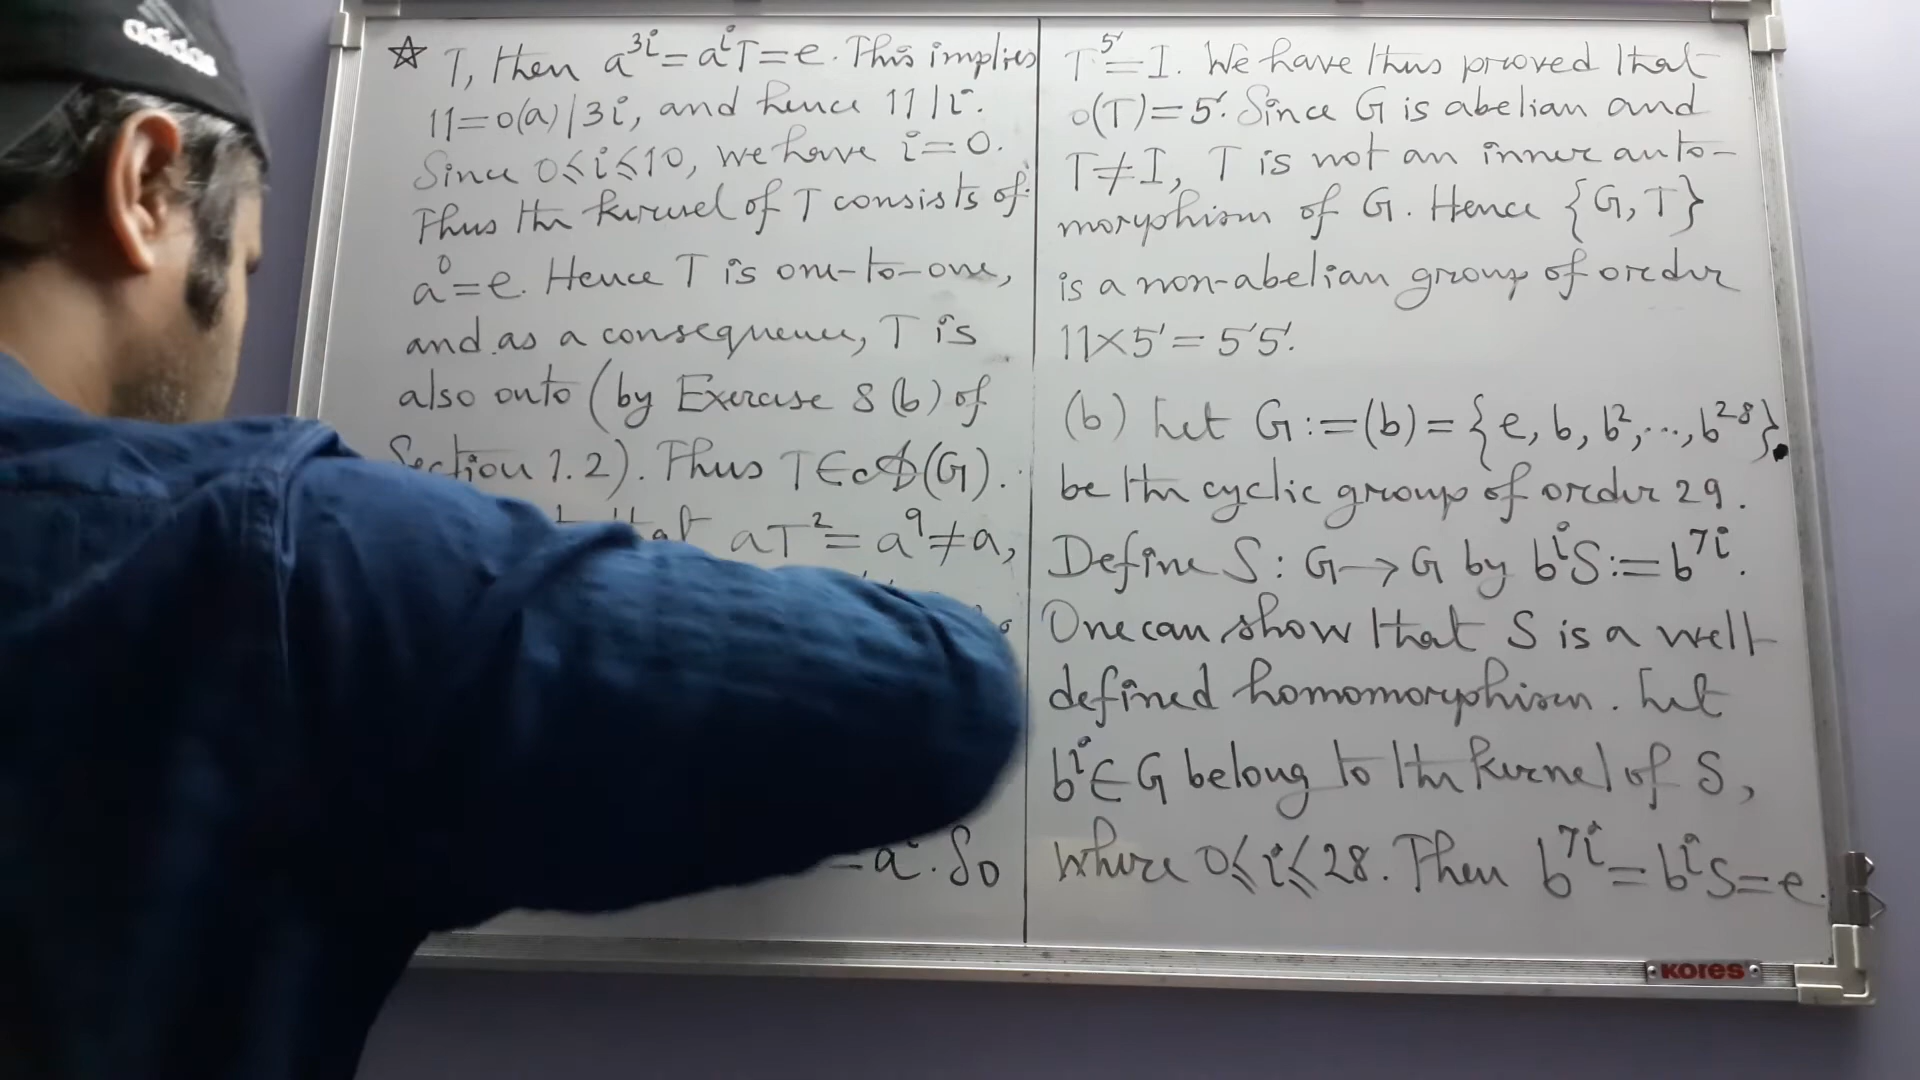 adidas
☆ T, then a^{3i}=a^iT=e. This implies
11=o(a)|3i, and hence 11|i.
Since 0≤i≤10, we have i=0.
Thus the kernel of T consists of
a^0=e. Hence T is one-to-one,
and as a consequence, T is
also onto (by Exercise 8(b) of
Section 1.2). Thus T∈𝒜(G).
aT^2=a^9≠a,
=a^i. So
T^5=I. We have thus proved that
o(T)=5. Since G is abelian and
T≠I, T is not an inner auto-
morphism of G. Hence {G,T}
is a non-abelian group of order
11×5=55.
(b) Let G:=(b)={e,b,b^2,...,b^{28}}
be the cyclic group of order 29.
Define S:G→G by b^iS:=b^{7i}.
One can show that S is a well-
defined homomorphism. Let
b^i∈G belong to the kernel of S,
where 0≤i≤28. Then b^{7i}=b^iS=e.
kores